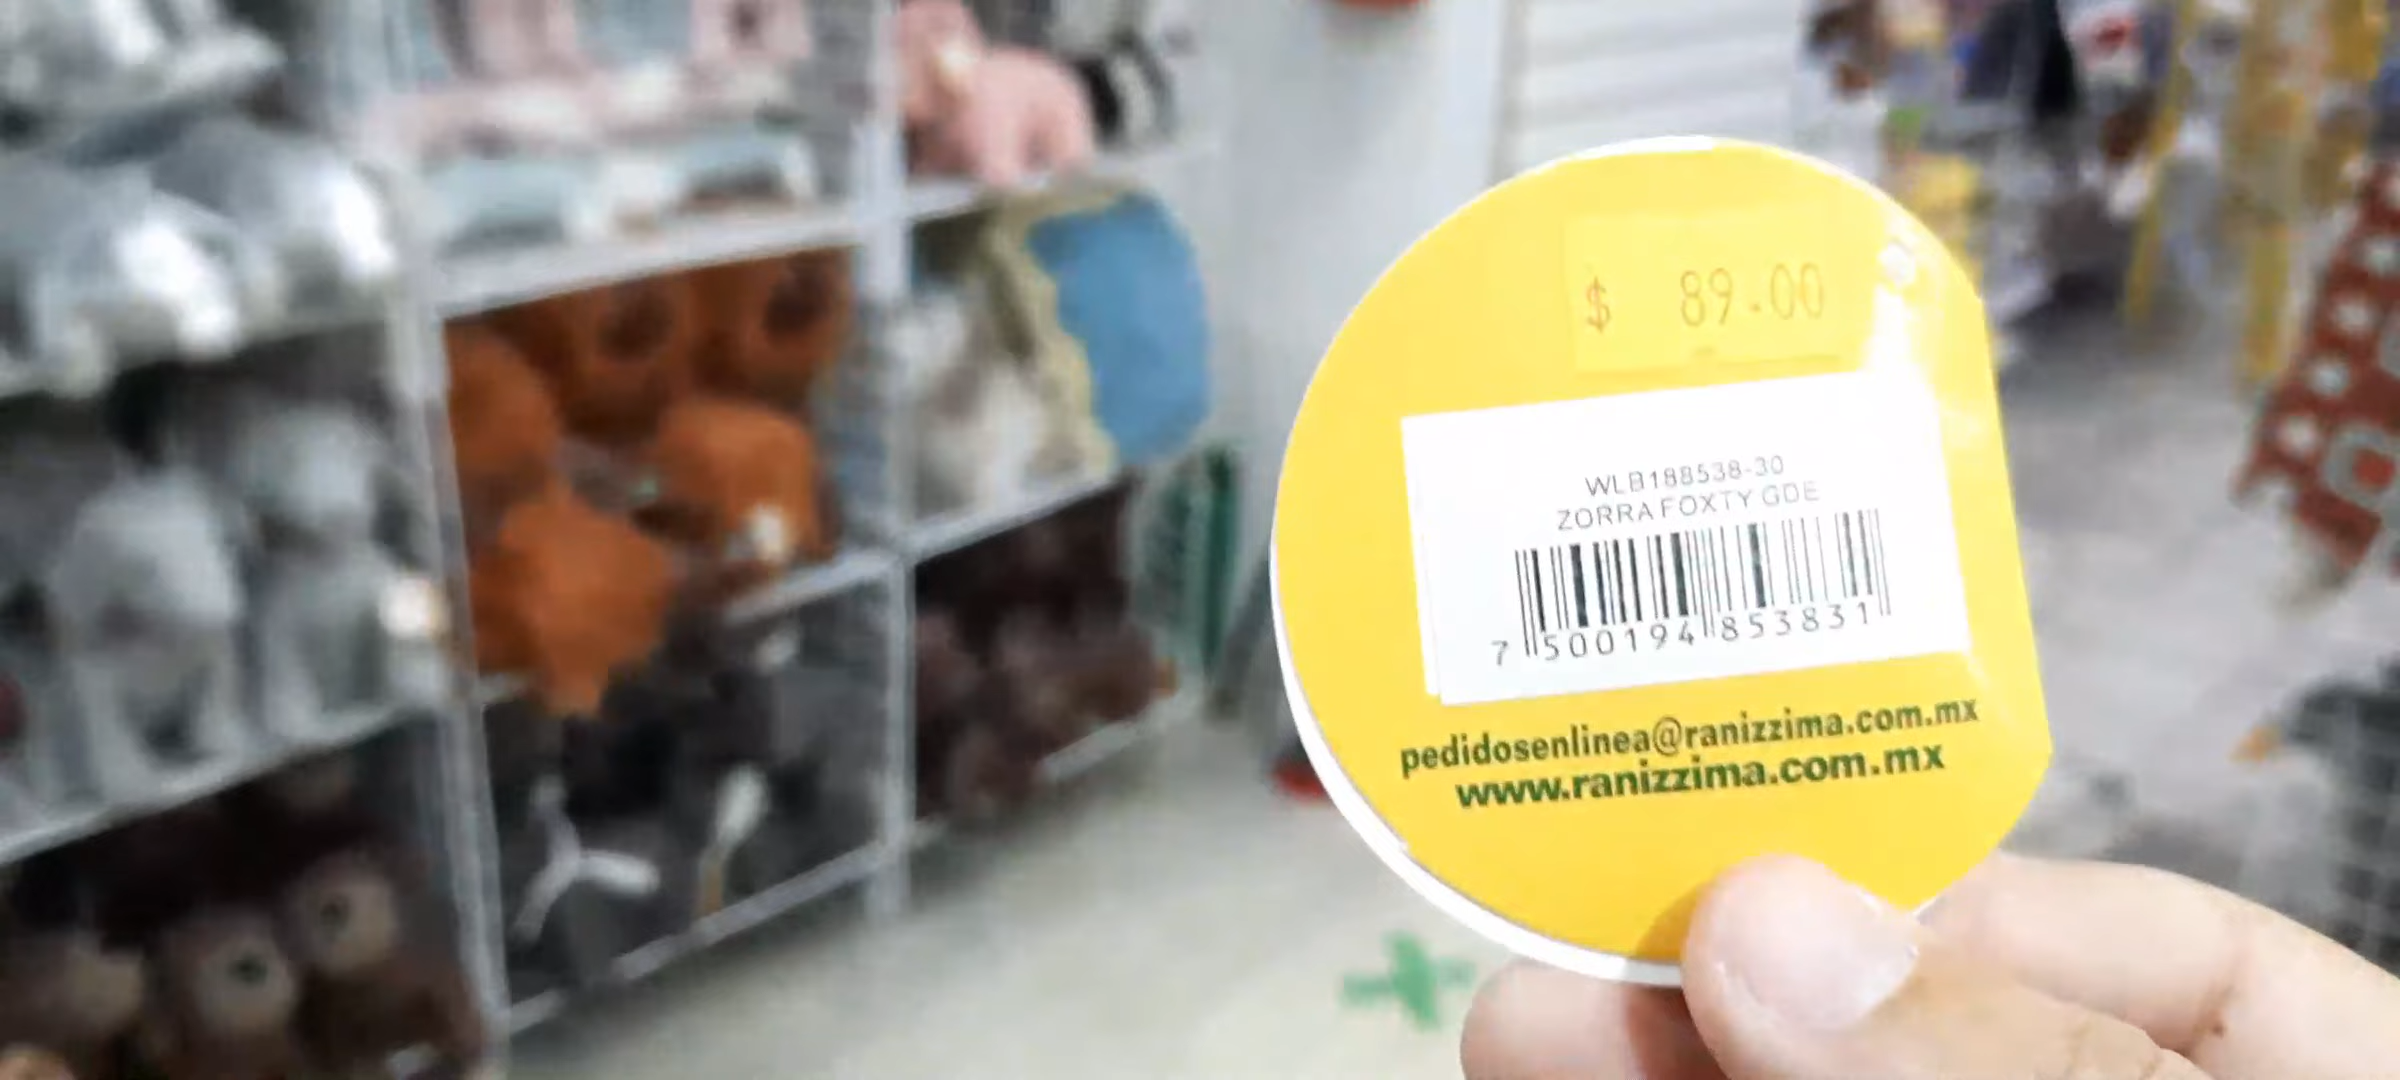 $ 89.00
WLB188538-30
ZORRA FOXTY GDE
7 500194 853831
pedidosenlinea@ranizzima.com.mx
www.ranizzima.com.mx